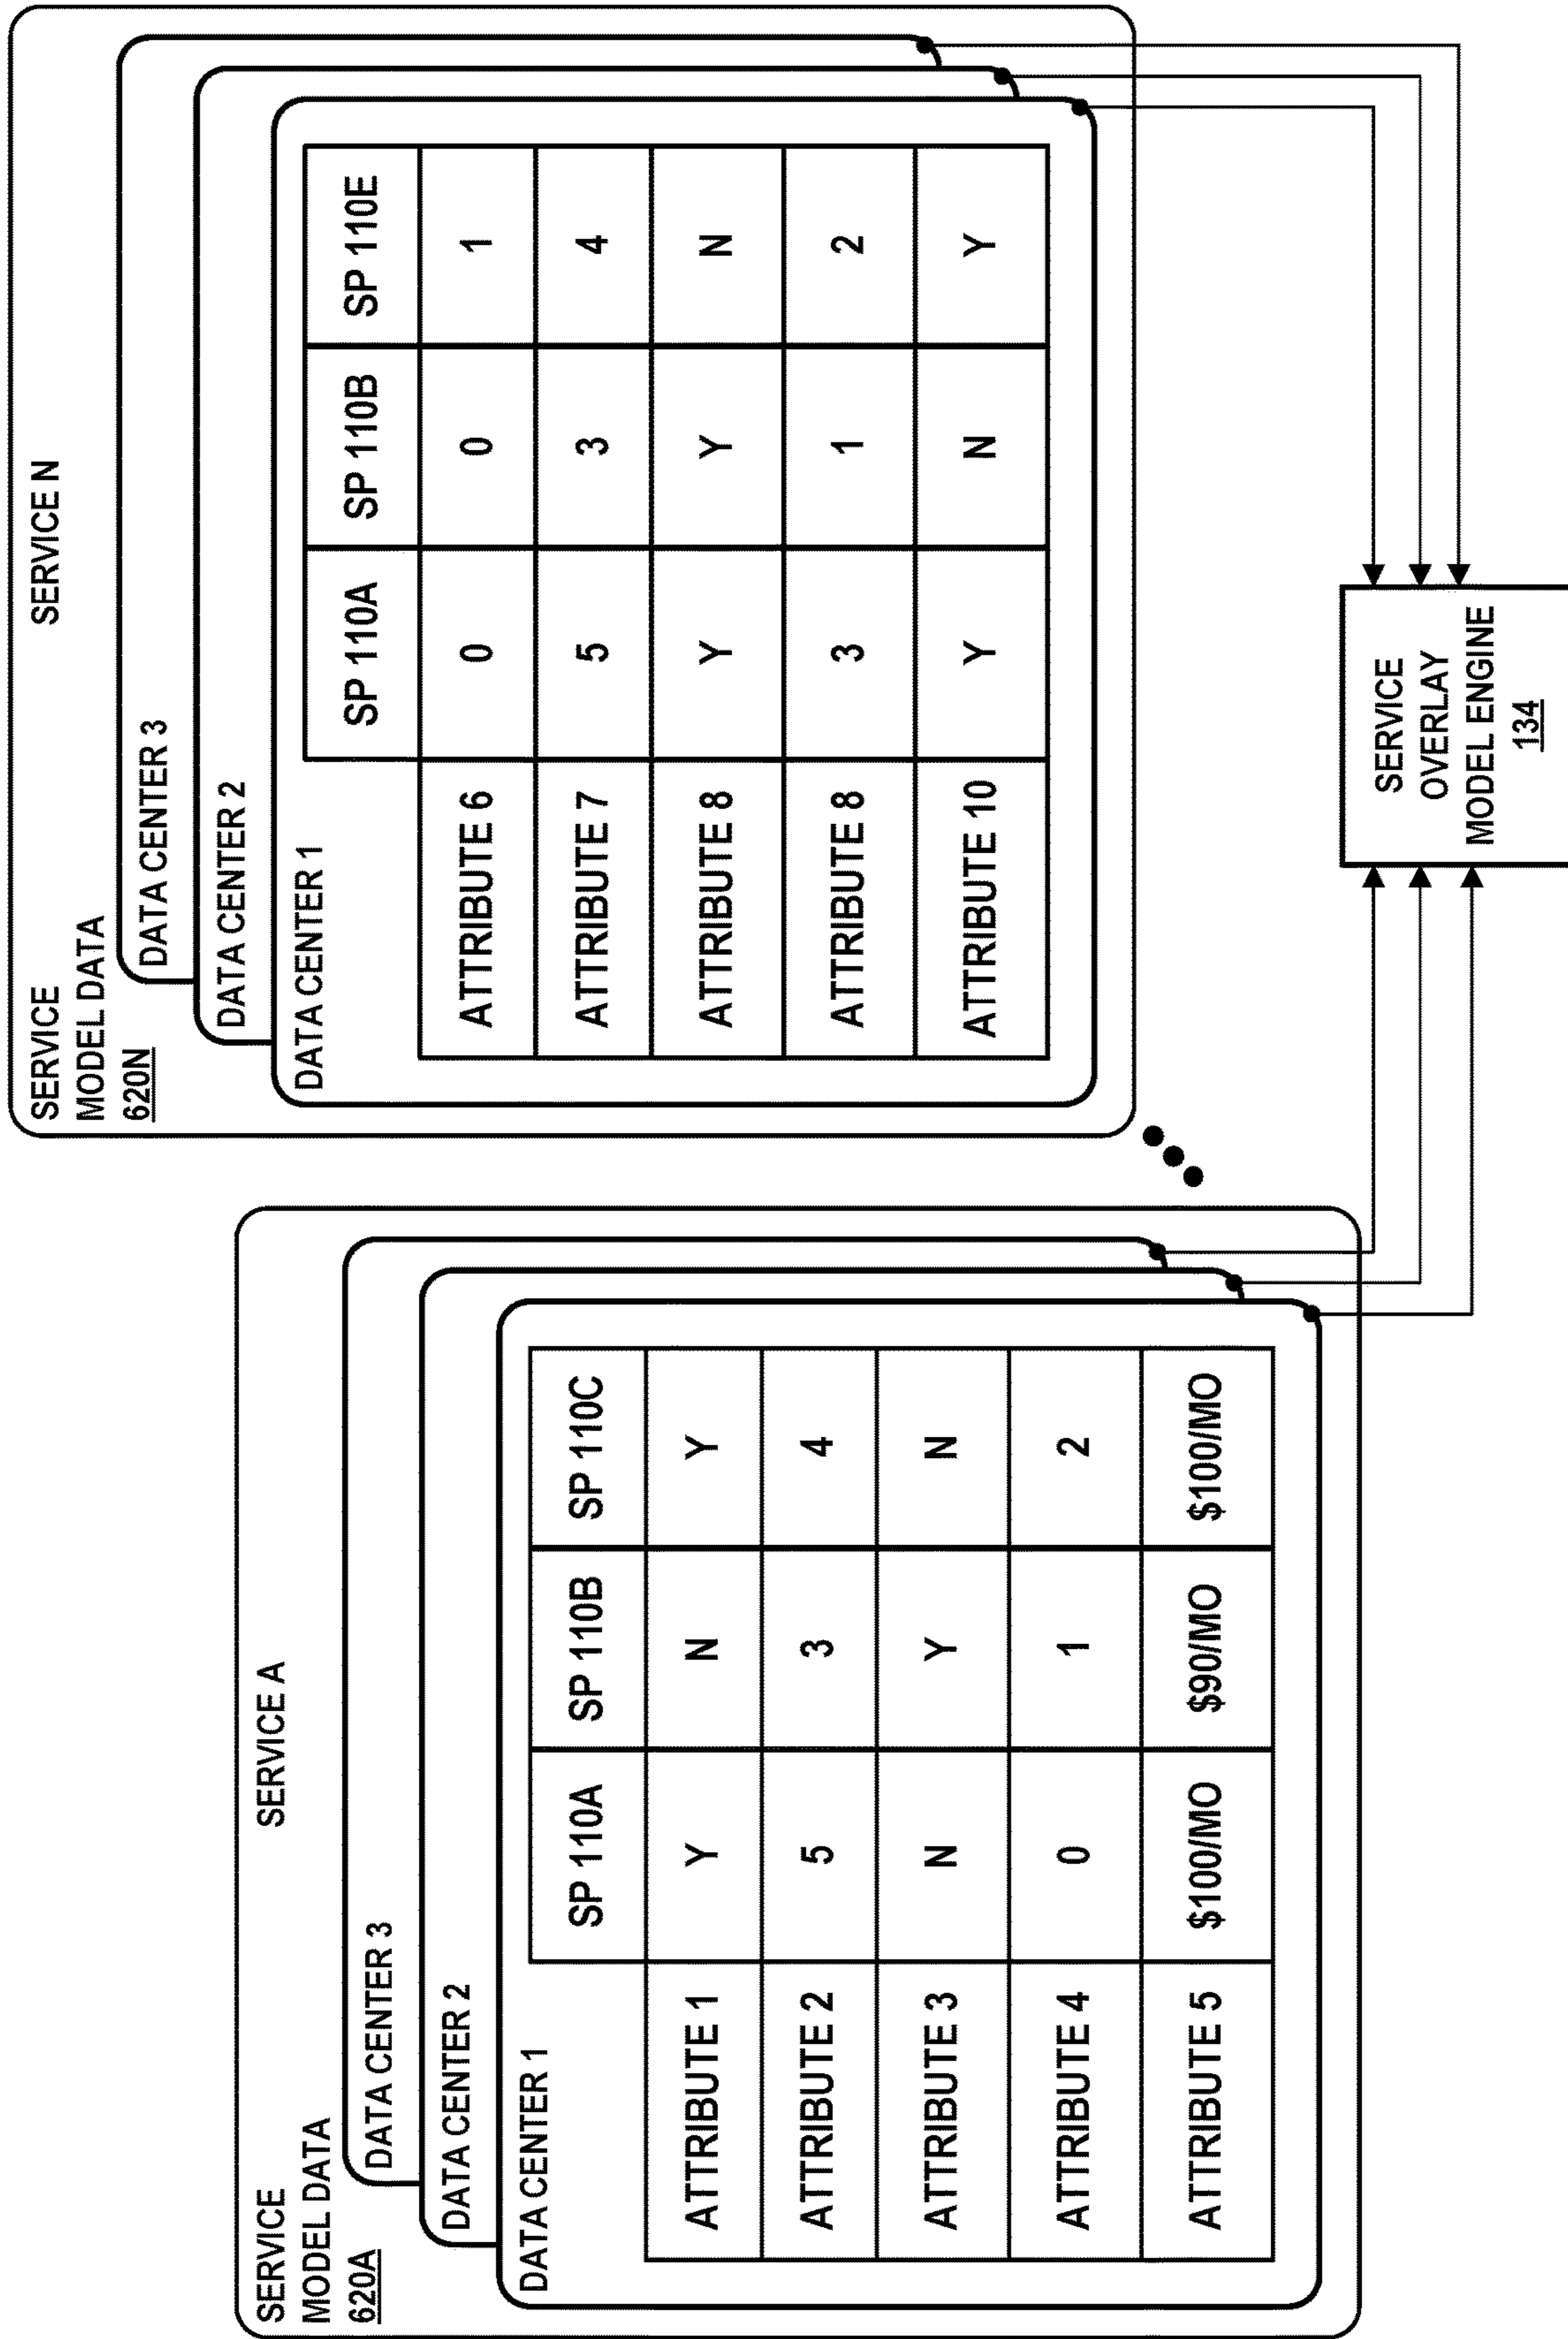 SERVICE
MODEL DATA
620A
SERVICE A
DATA CENTER 3
DATA CENTER 2
DATA CENTER 1
SP 110A SP 110B SP 110C
ATTRIBUTE 1 Y N Y
ATTRIBUTE 2 5 3 4
ATTRIBUTE 3 N Y N
ATTRIBUTE 4 0 1 2
ATTRIBUTE 5 $100/MO $90/MO $100/MO
SERVICE
MODEL DATA
620N
SERVICE N
DATA CENTER 3
DATA CENTER 2
DATA CENTER 1
SP 110A SP 110B SP 110E
ATTRIBUTE 6 0 0 1
ATTRIBUTE 7 5 3 4
ATTRIBUTE 8 Y Y N
ATTRIBUTE 8 3 1 2
ATTRIBUTE 10 Y N Y
SERVICE
OVERLAY
MODEL ENGINE
134